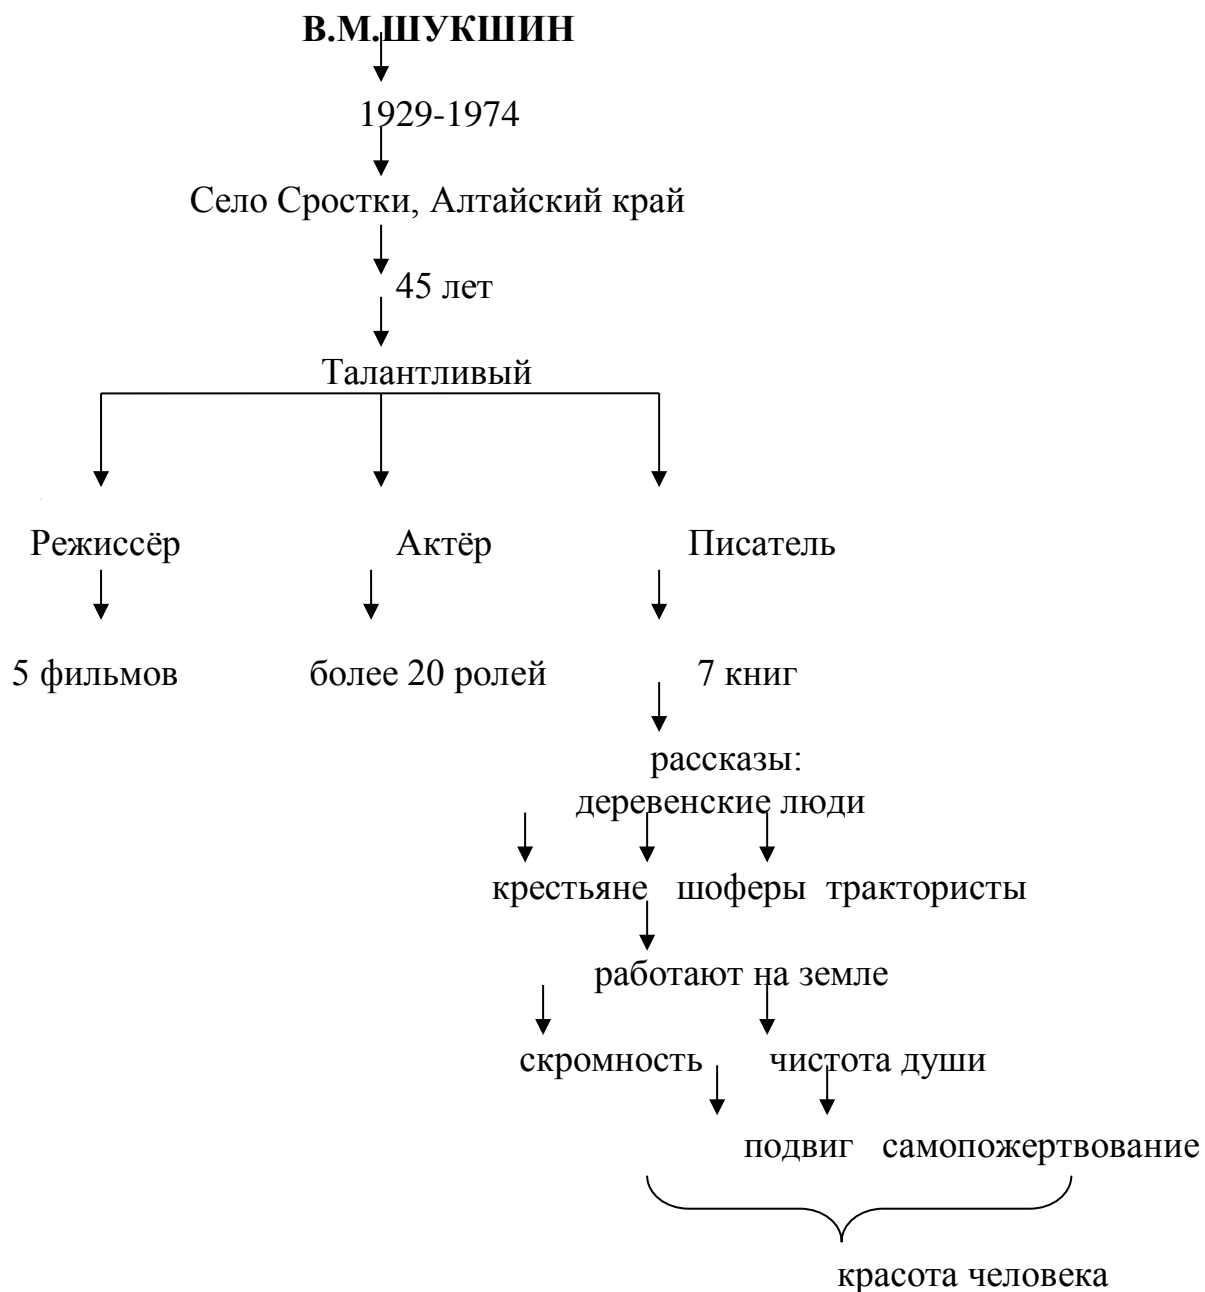 В.М.ШУКШИН
1929-1974
Село Сростки, Алтайский край
45 лет
Талантливый
Режиссёр Актёр Писатель
5 фильмов более 20 ролей 7 книг
рассказы:
деревенские люди
крестьяне шоферы трактористы
работают на земле
скромность чистота души
подвиг самопожертвование
красота человека